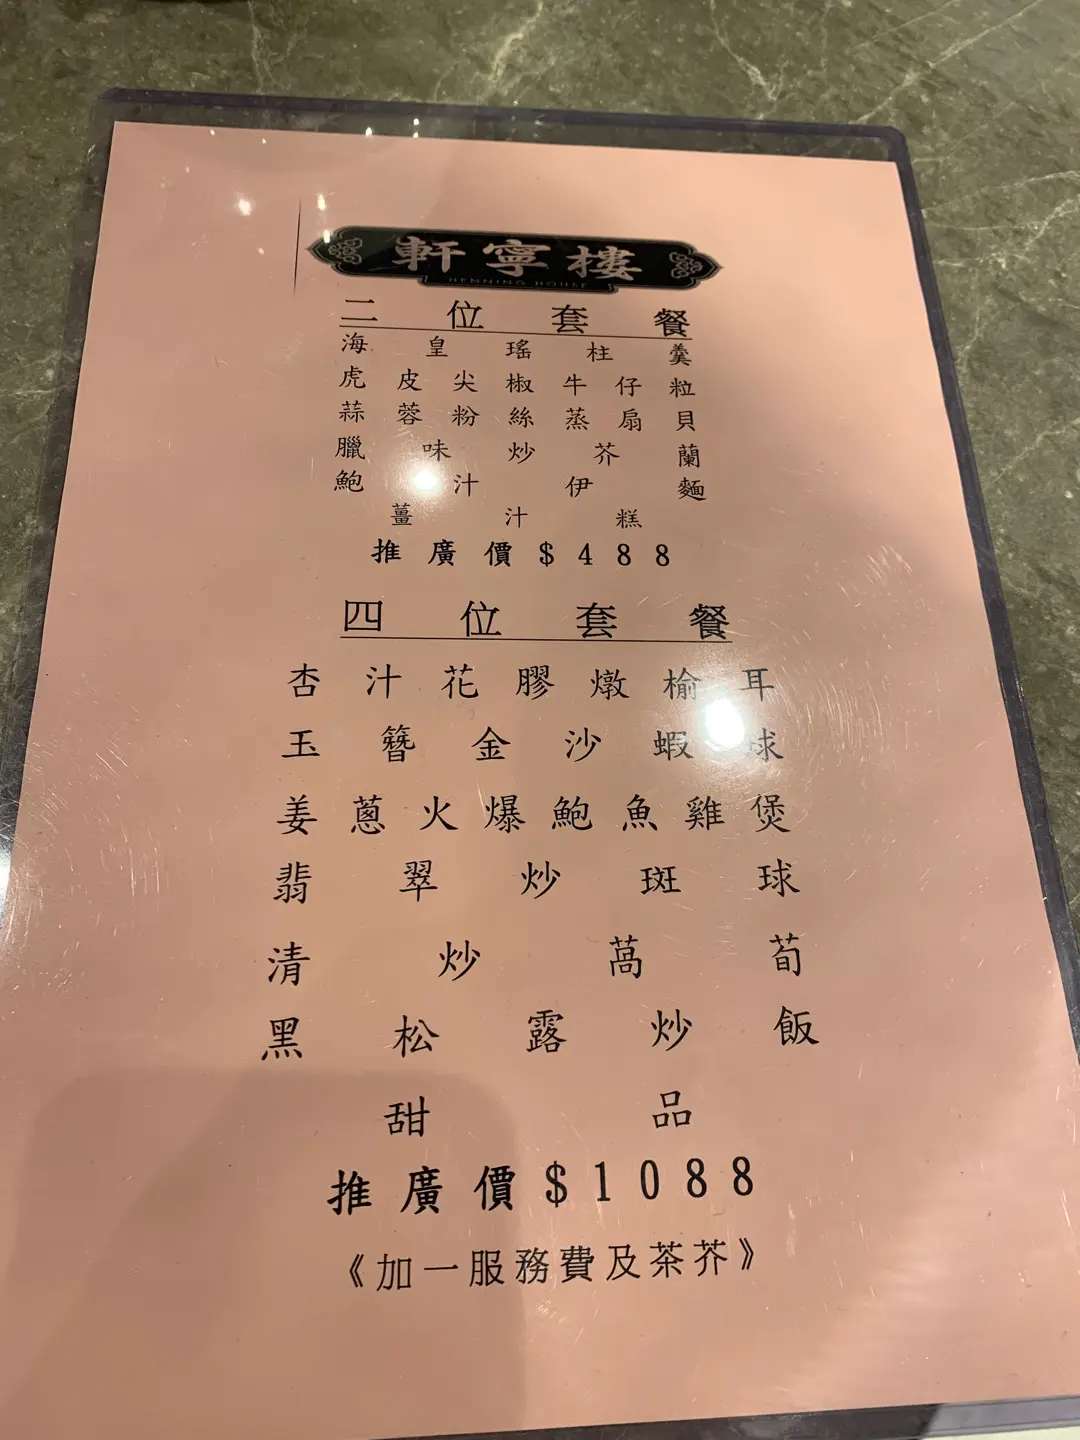 軒寧樓
HENNING HOUSE
二位套餐
海皇瑤柱羹
虎皮尖椒牛仔粒
蒜蓉粉絲蒸扇貝
臘味炒芥蘭
鮑汁伊麵
薑汁糕
推廣價$488
四位套餐
杏汁花膠燉榆耳
玉簪金沙蝦球
姜蔥火爆鮑魚雞煲
翡翠炒斑球
清炒萵荀
黑松露炒飯
甜品
推廣價$1088
《加一服務費及茶芥》